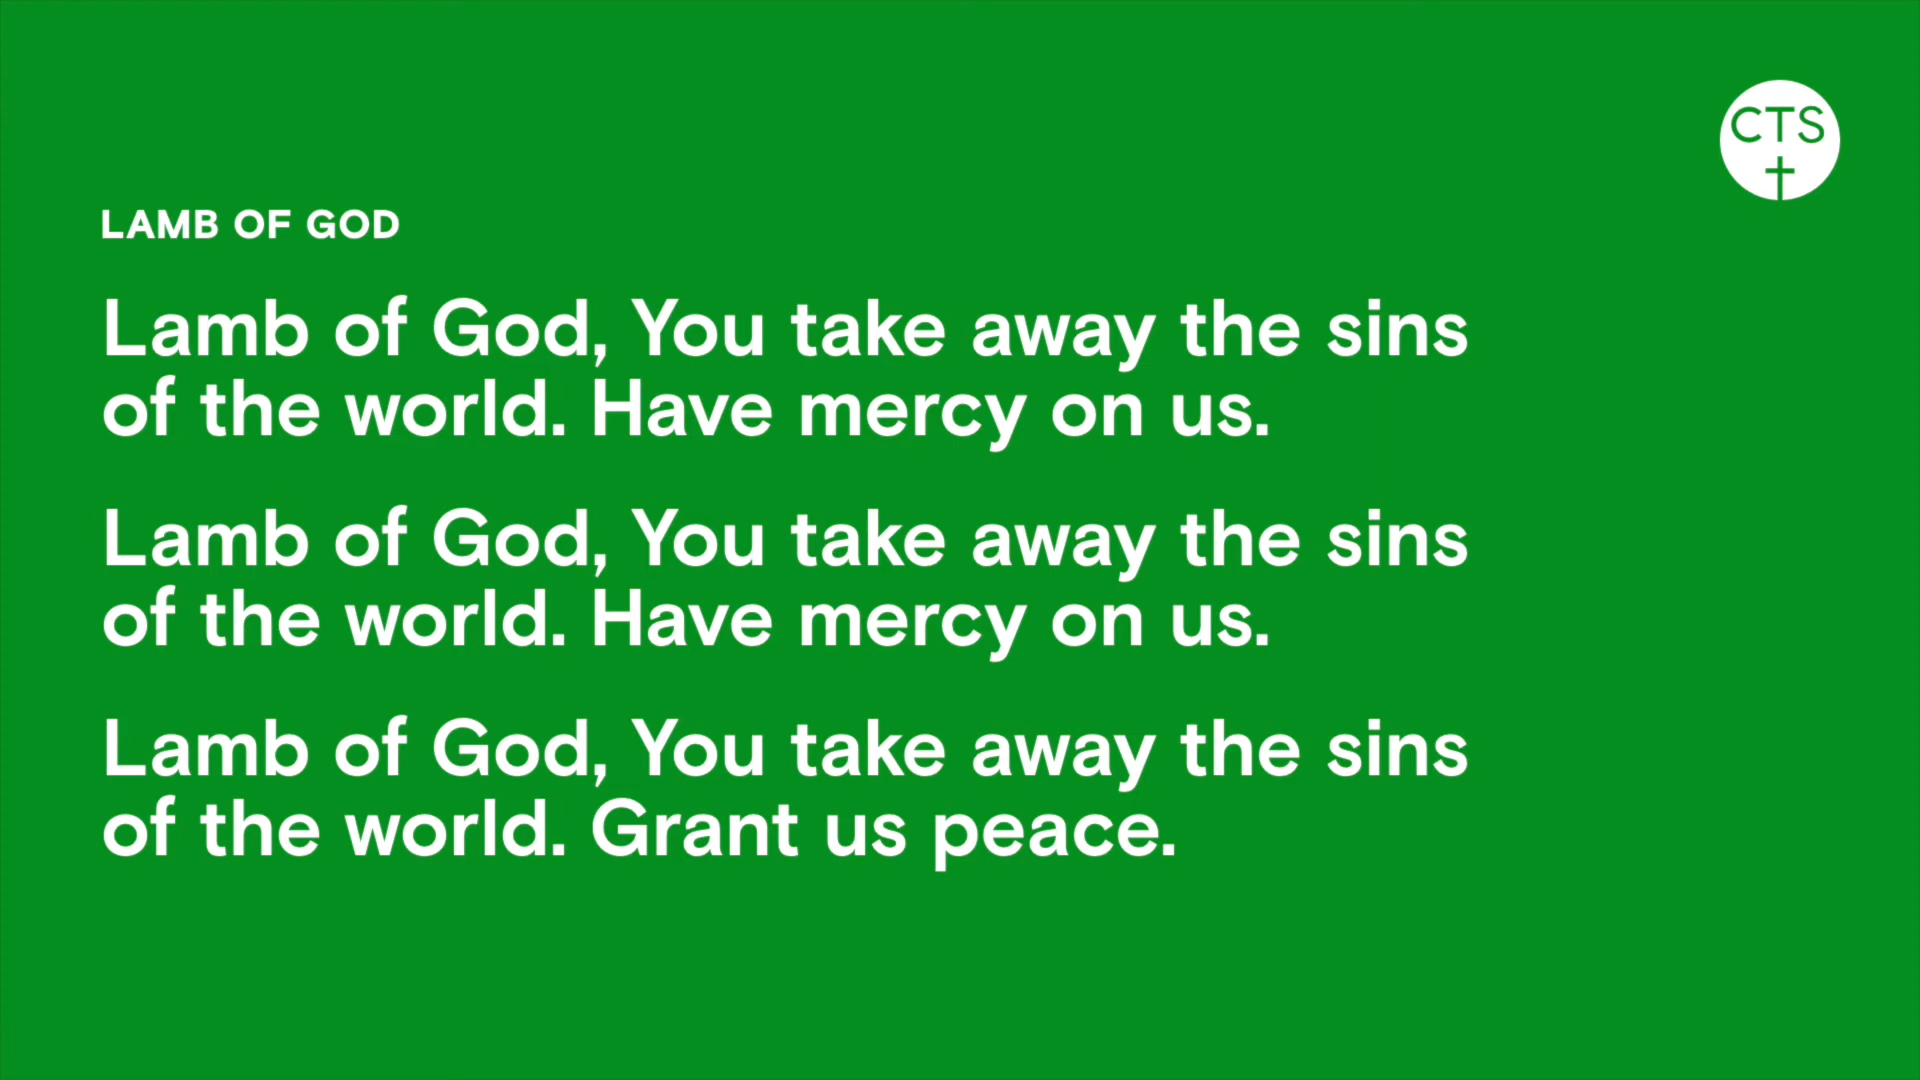 CTS
LAMB OF GOD
Lamb of God, You take away the sins
of the world. Have mercy on us.
Lamb of God, You take away the sins
of the world. Have mercy on us.
Lamb of God, You take away the sins
of the world. Grant us peace.